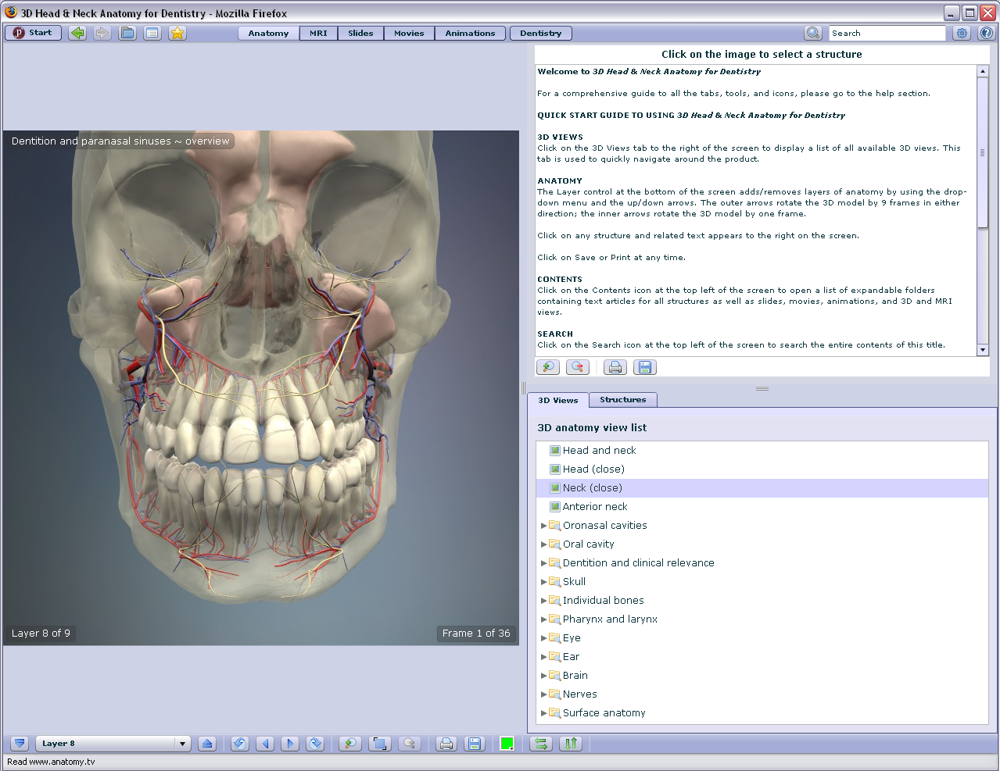 3D Head & Neck Anatomy for Dentistry - Mozilla Firefox
Start
Anatomy
MRI
Slides
Movies
Animations
Dentistry
Search
Dentition and paranasal sinuses ~ overview
Layer 8 of 9
Frame 1 of 36
Click on the image to select a structure
Welcome to 3D Head & Neck Anatomy for Dentistry
For a comprehensive guide to all the tabs, tools, and icons, please go to the help section.
QUICK START GUIDE TO USING 3D Head & Neck Anatomy for Dentistry
3D VIEWS
Click on the 3D Views tab to the right of the screen to display a list of all available 3D views. This
tab is used to quickly navigate around the product.
ANATOMY
The Layer control at the bottom of the screen adds/removes layers of anatomy by using the drop-
down menu and the up/down arrows. The outer arrows rotate the 3D model by 9 frames in either
direction; the inner arrows rotate the 3D model by one frame.
Click on any structure and related text appears to the right on the screen.
Click on Save or Print at any time.
CONTENTS
Click on the Contents icon at the top left of the screen to open a list of expandable folders
containing text articles for all structures as well as slides, movies, animations, and 3D and MRI
views.
SEARCH
Click on the Search icon at the top left of the screen to search the entire contents of this title.
3D Views
Structures
3D anatomy view list
Head and neck
Head (close)
Neck (close)
Anterior neck
Oronasal cavities
Oral cavity
Dentition and clinical relevance
Skull
Individual bones
Pharynx and larynx
Eye
Ear
Brain
Nerves
Surface anatomy
Layer 8
Read www.anatomy.tv